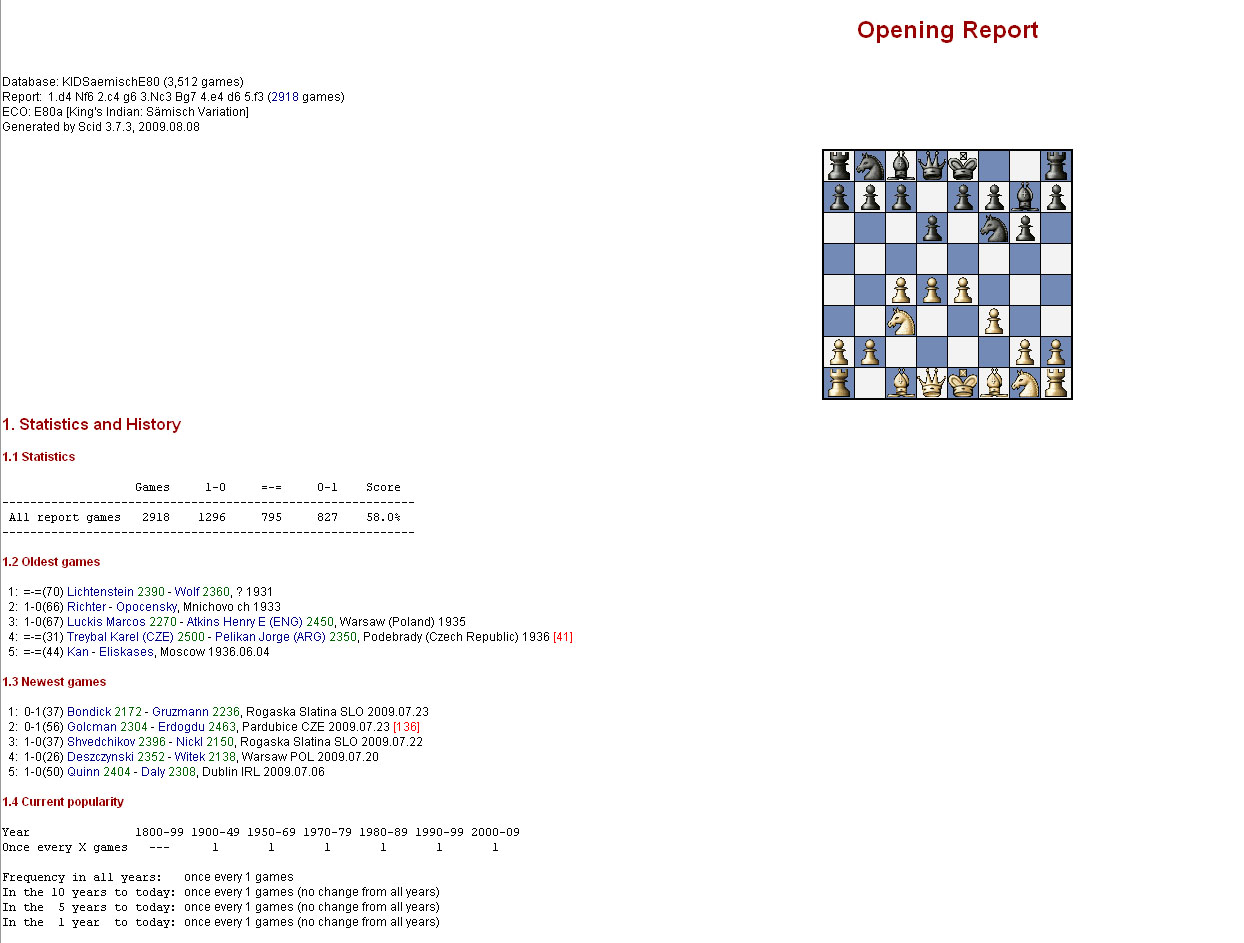 Opening Report
Database: KIDSaemischE80 (3,512 games)
Report: 1.d4 Nf6 2.c4 g6 3.Nc3 Bg7 4.e4 d6 5.f3 (2918 games)
ECO: E80a [King's Indian: Sämisch Variation]
Generated by Scid 3.7.3, 2009.08.08
1. Statistics and History
1.1 Statistics
Games 1-0 =-= 0-1 Score
------------------------------------------------------------
All report games 2918 1296 795 827 58.0%
------------------------------------------------------------
1.2 Oldest games
1: =-=(70) Lichtenstein 2390 - Wolf 2360, ? 1931
2: 1-0(66) Richter - Opocensky, Mnichovo ch 1933
3: 1-0(67) Luckis Marcos 2270 - Atkins Henry E (ENG) 2450, Warsaw (Poland) 1935
4: =-=(31) Treybal Karel (CZE) 2500 - Pelikan Jorge (ARG) 2350, Podebrady (Czech Republic) 1936 [41]
5: =-=(44) Kan - Eliskases, Moscow 1936.06.04
1.3 Newest games
1: 0-1(37) Bondick 2172 - Gruzmann 2236, Rogaska Slatina SLO 2009.07.23
2: 0-1(56) Golcman 2304 - Erdogdu 2463, Pardubice CZE 2009.07.23 [136]
3: 1-0(37) Shvedchikov 2396 - Nickl 2150, Rogaska Slatina SLO 2009.07.22
4: 1-0(26) Deszczynski 2352 - Witek 2138, Warsaw POL 2009.07.20
5: 1-0(50) Quinn 2404 - Daly 2308, Dublin IRL 2009.07.06
1.4 Current popularity
Year 1800-99 1900-49 1950-69 1970-79 1980-89 1990-99 2000-09
Once every X games --- 1 1 1 1 1 1
Frequency in all years: once every 1 games
In the 10 years to today: once every 1 games (no change from all years)
In the 5 years to today: once every 1 games (no change from all years)
In the 1 year to today: once every 1 games (no change from all years)